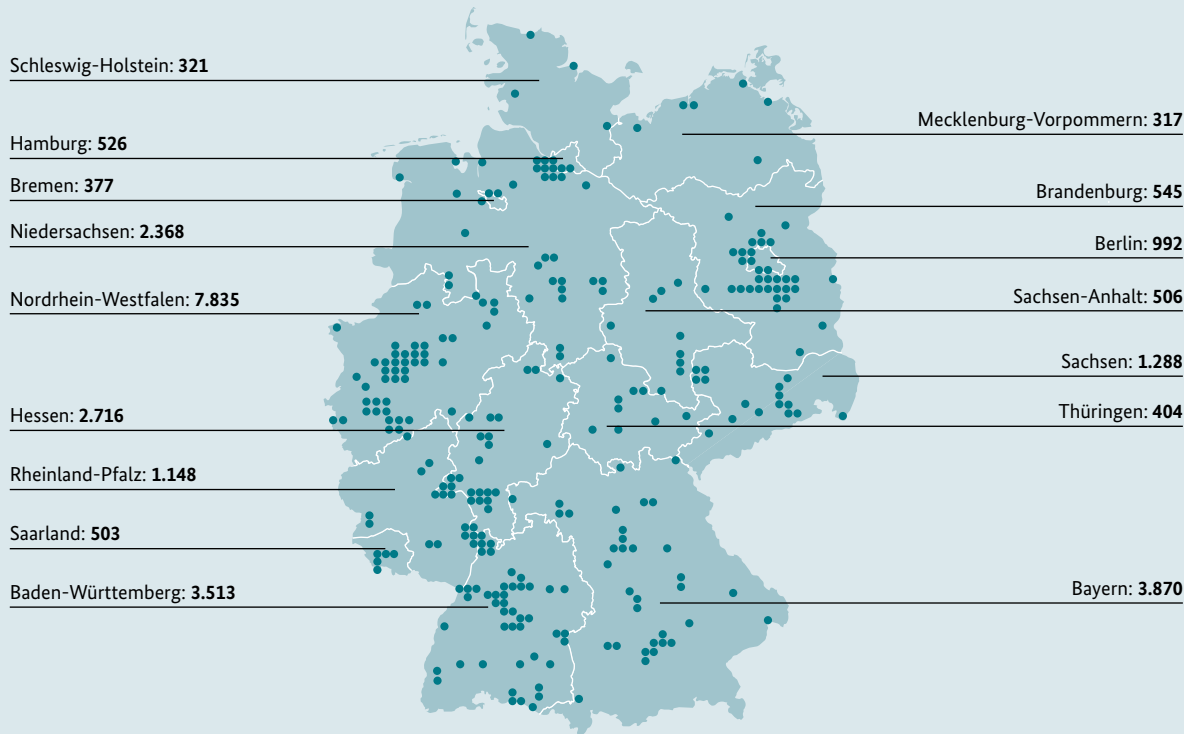 Schleswig-Holstein: 321
Hamburg: 526
Bremen: 377
Niedersachsen: 2.368
Nordrhein-Westfalen: 7.835
Hessen: 2.716
Rheinland-Pfalz: 1.148
Saarland: 503
Baden-Württemberg: 3.513
Mecklenburg-Vorpommern: 317
Brandenburg: 545
Berlin: 992
Sachsen-Anhalt: 506
Sachsen: 1.288
Thüringen: 404
Bayern: 3.870